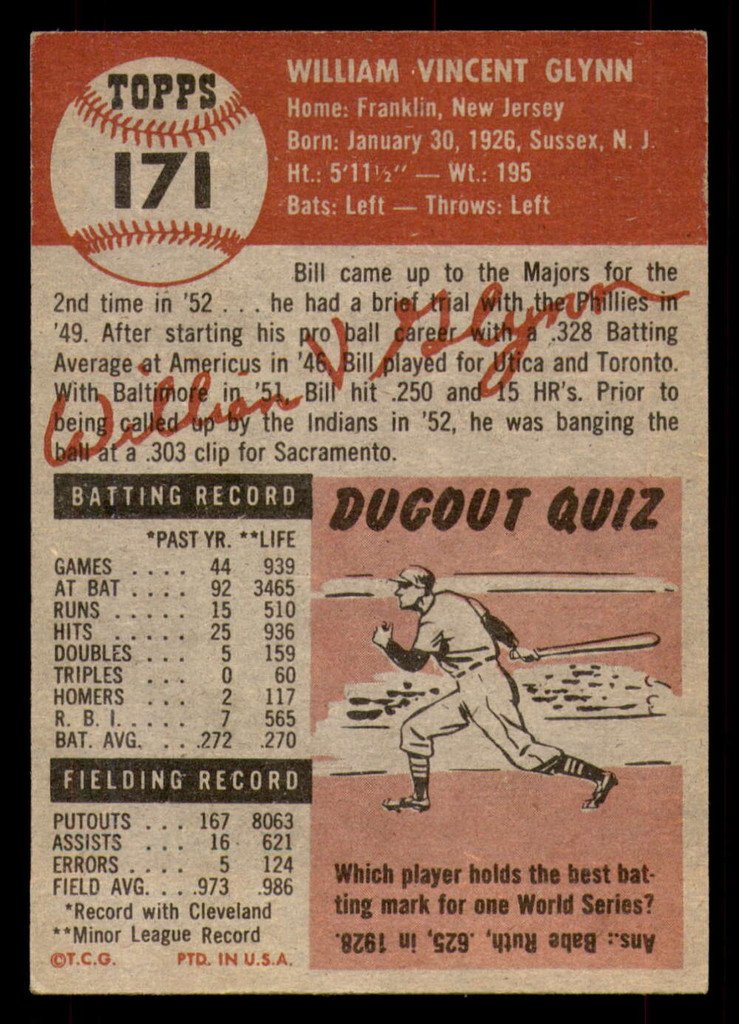 TOPPS
171
WILLIAM VINCENT GLYNN
Home: Franklin, New Jersey
Born: January 30, 1926, Sussex, N. J.
Ht.: 5'11½" — Wt.: 195
Bats: Left — Throws: Left
Bill came up to the Majors for the
2nd time in '52 . . . he had a brief trial with the Phillies in
'49. After starting his pro ball career with a .328 Batting
Average at Americus in '46, Bill played for Utica and Toronto.
With Baltimore in '51, Bill hit .250 and 15 HR's. Prior to
being called up by the Indians in '52, he was banging the
ball at a .303 clip for Sacramento.
William V Glynn
BATTING RECORD
*PAST YR. **LIFE
GAMES . . . . 44 939
AT BAT . . . . 92 3465
RUNS . . . . . 15 510
HITS . . . . . 25 936
DOUBLES . . . 5 159
TRIPLES . . . 0 60
HOMERS . . . 2 117
R. B. I. . . . . 7 565
BAT. AVG. . . .272 .270
FIELDING RECORD
PUTOUTS . . . 167 8063
ASSISTS . . . 16 621
ERRORS . . . . 5 124
FIELD AVG. . . .973 .986
*Record with Cleveland
**Minor League Record
©T.C.G. PTD. IN U.S.A.
DUGOUT QUIZ
Which player holds the best bat-
ting mark for one World Series?
Ans.: Babe Ruth, .625, in 1928.